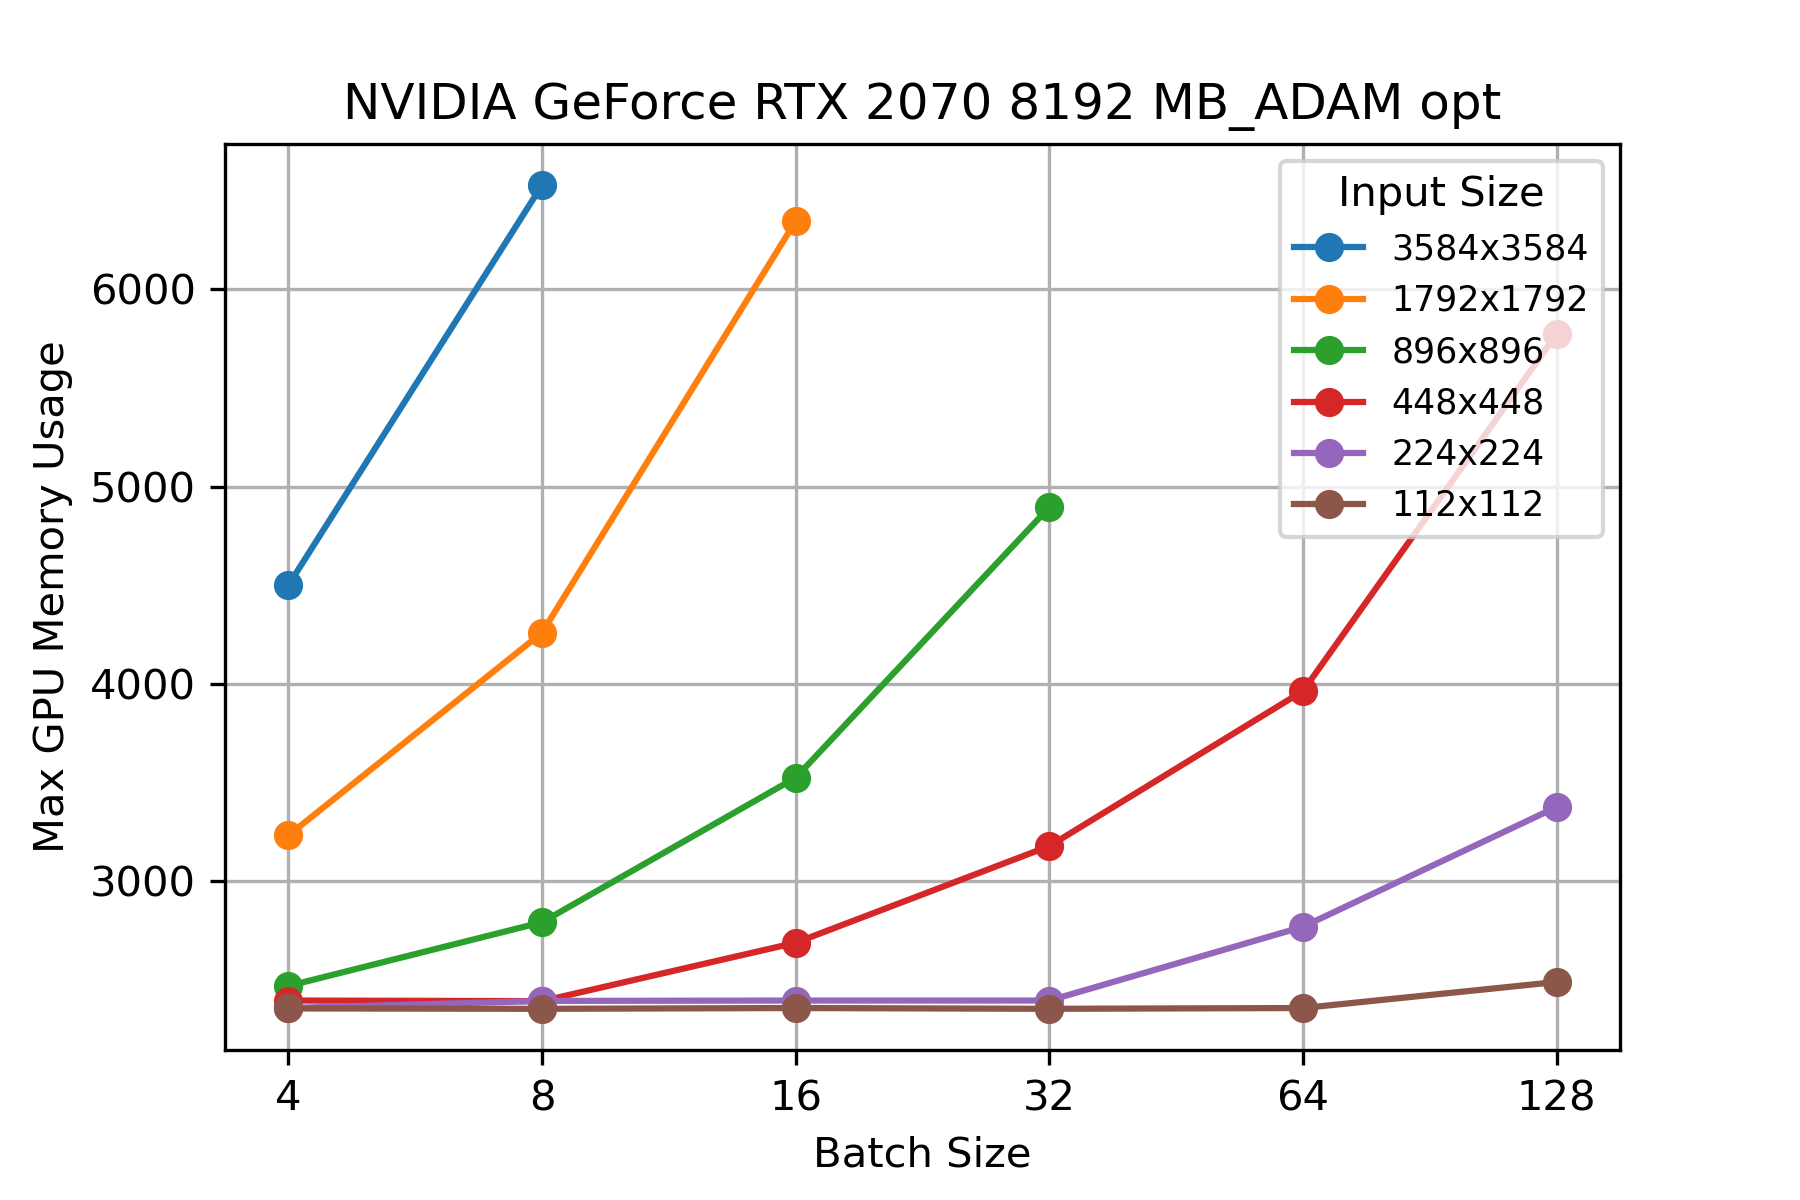 NVIDIA GeForce RTX 2070 8192 MB_ADAM opt
Max GPU Memory Usage
6000
5000
4000
3000
Input Size
3584x3584
1792x1792
896x896
448x448
224x224
112x112
4 8 16 32 64 128
Batch Size